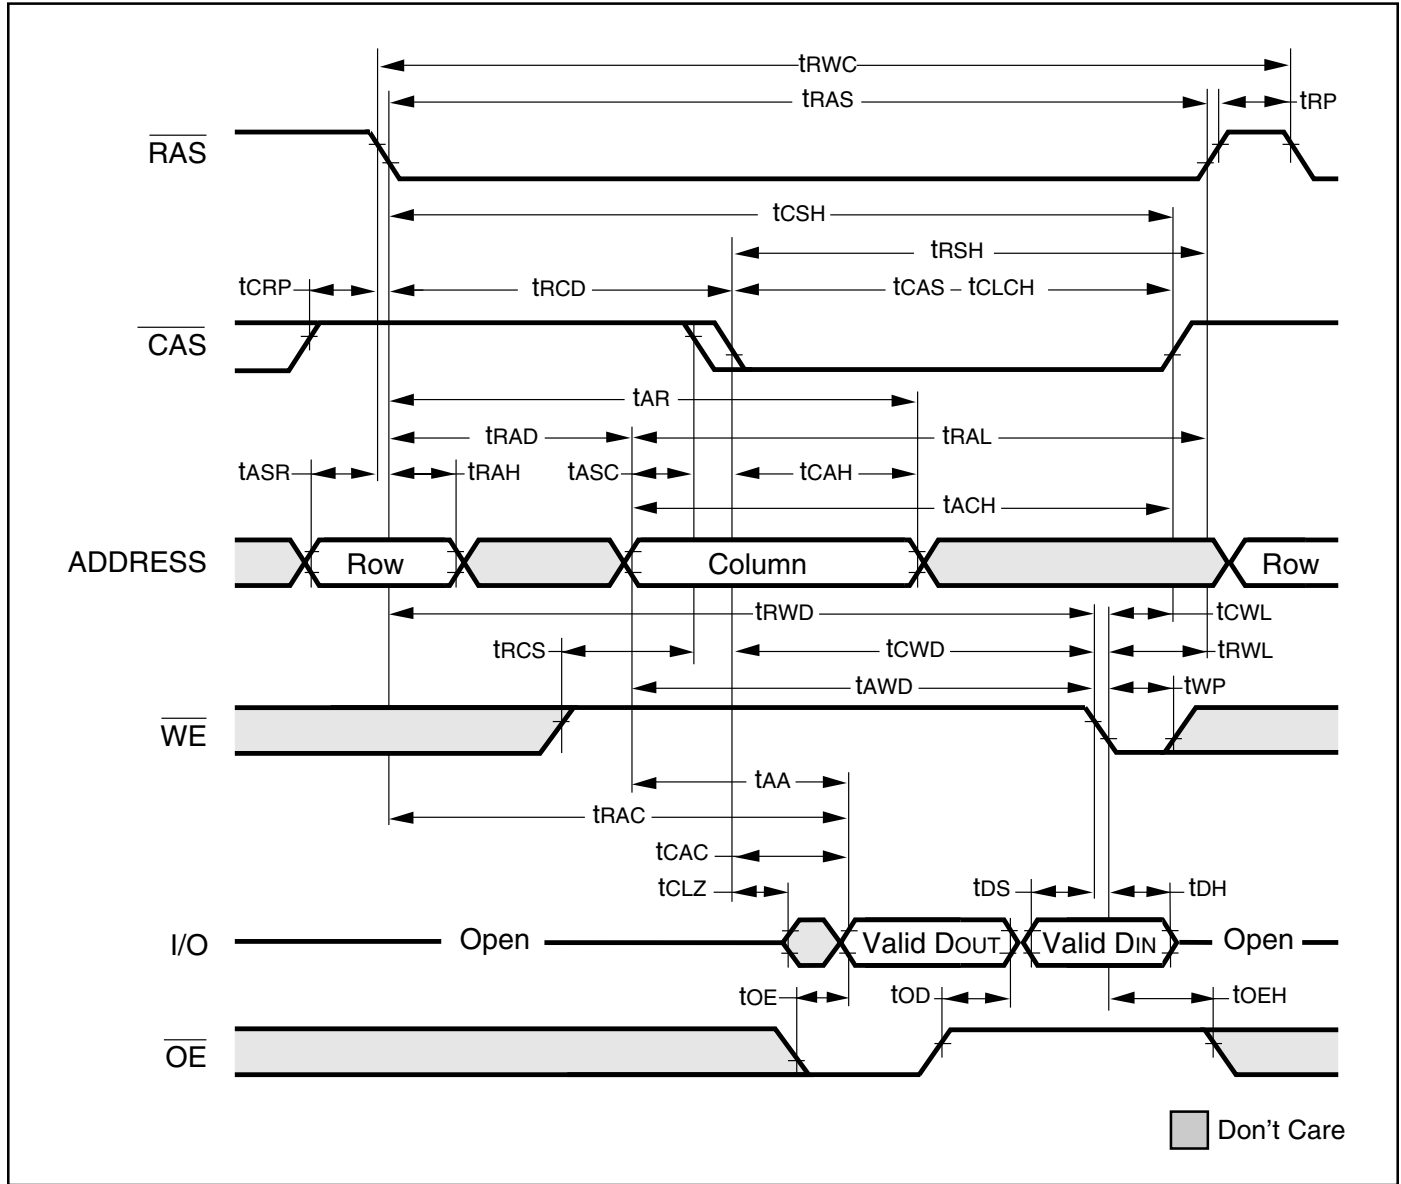 tRWC
tRAS
tRP
RAS
tCSH
tRSH
tCRP
tRCD
tCAS – tCLCH
CAS
tAR
tRAD
tRAL
tASR
tRAH
tASC
tCAH
tACH
ADDRESS
Row
Column
Row
tRWD
tCWL
tRCS
tCWD
tRWL
tAWD
tWP
WE
tAA
tRAC
tCAC
tCLZ
tDS
tDH
I/O
Open
Valid DOUT
Valid DIN
Open
tOE
tOD
tOEH
OE
Don't Care